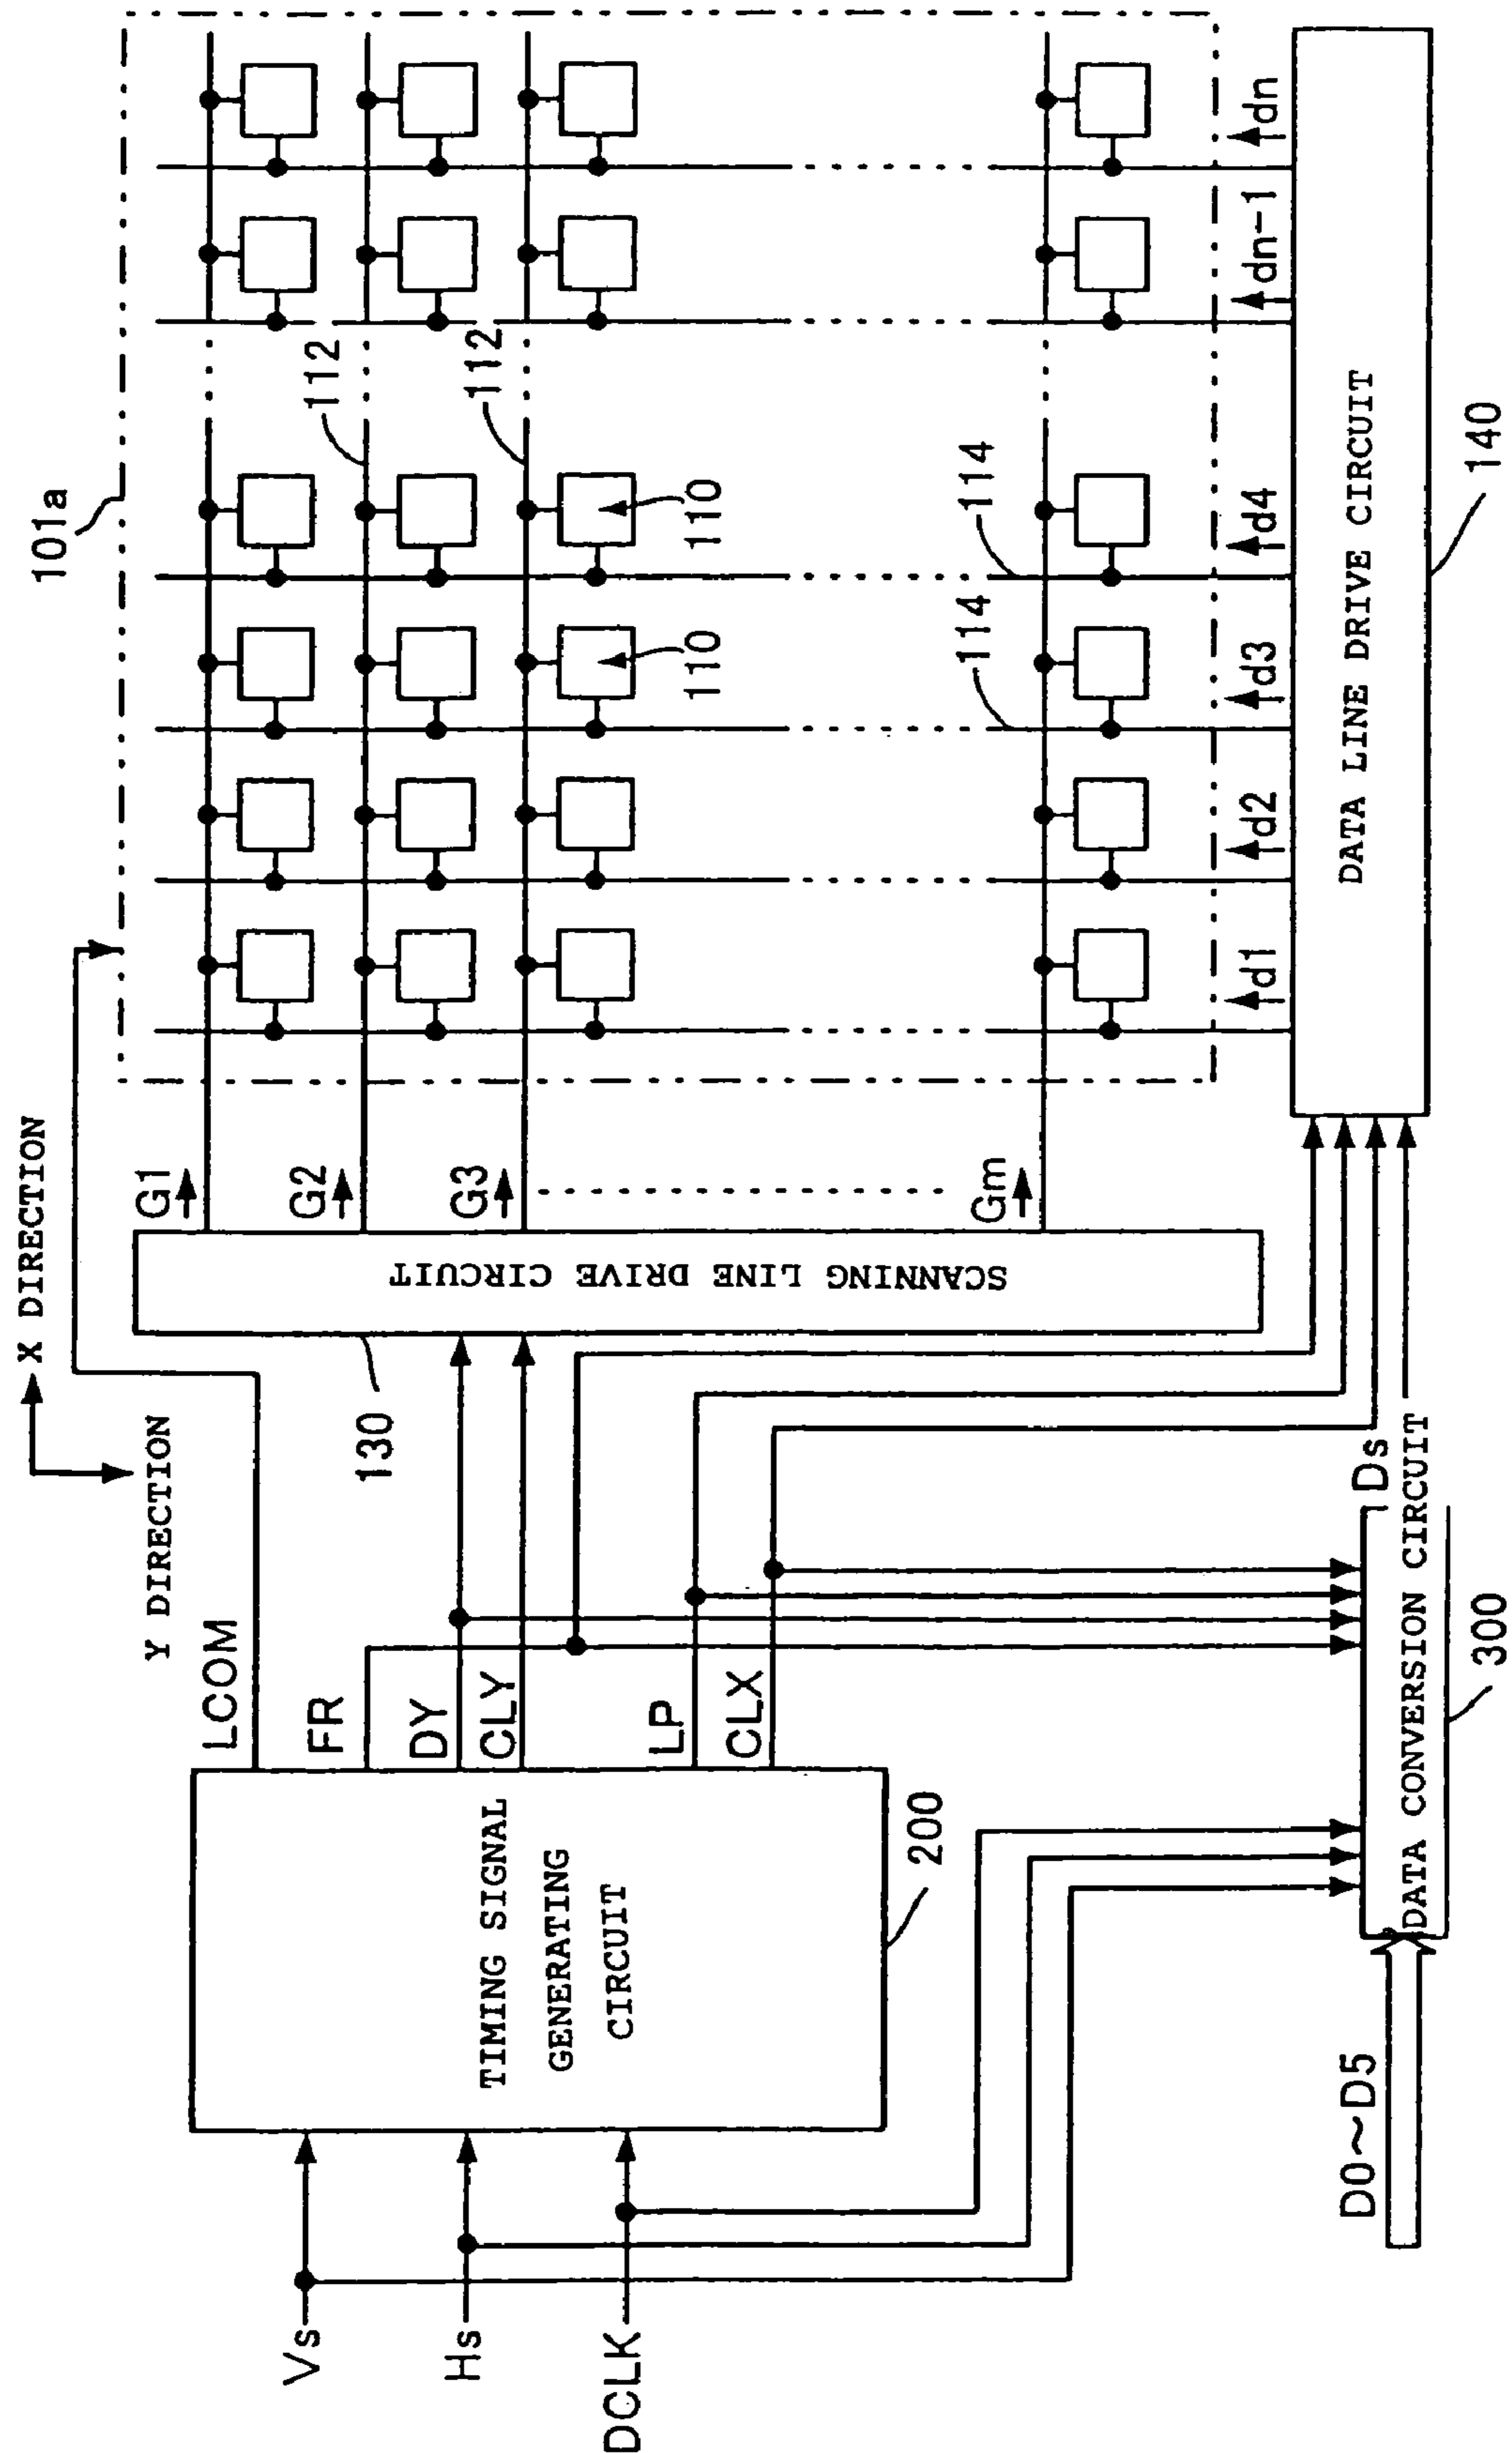 X DIRECTION
Y DIRECTION
101a
LCOM
FR
DY
CLY
LP
CLX
Vs
Hs
DCLK
TIMING SIGNAL
GENERATING
CIRCUIT
200
130
SCANNING LINE DRIVE CIRCUIT
G1
G2
G3
Gm
112
112
110
110
114
114
d1
d2
d3
d4
dn-1
dn
DATA LINE DRIVE CIRCUIT
140
D0~D5
Ds
DATA CONVERSION CIRCUIT
300